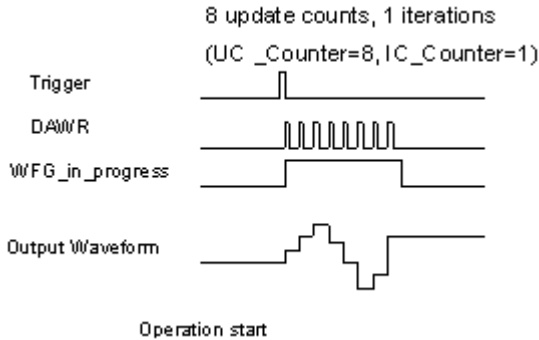 8 update counts, 1 iterations
(UC _Counter=8, IC_Counter=1)
Trigger
DAWR
WFG_in_progress
Output Waveform
Operation start